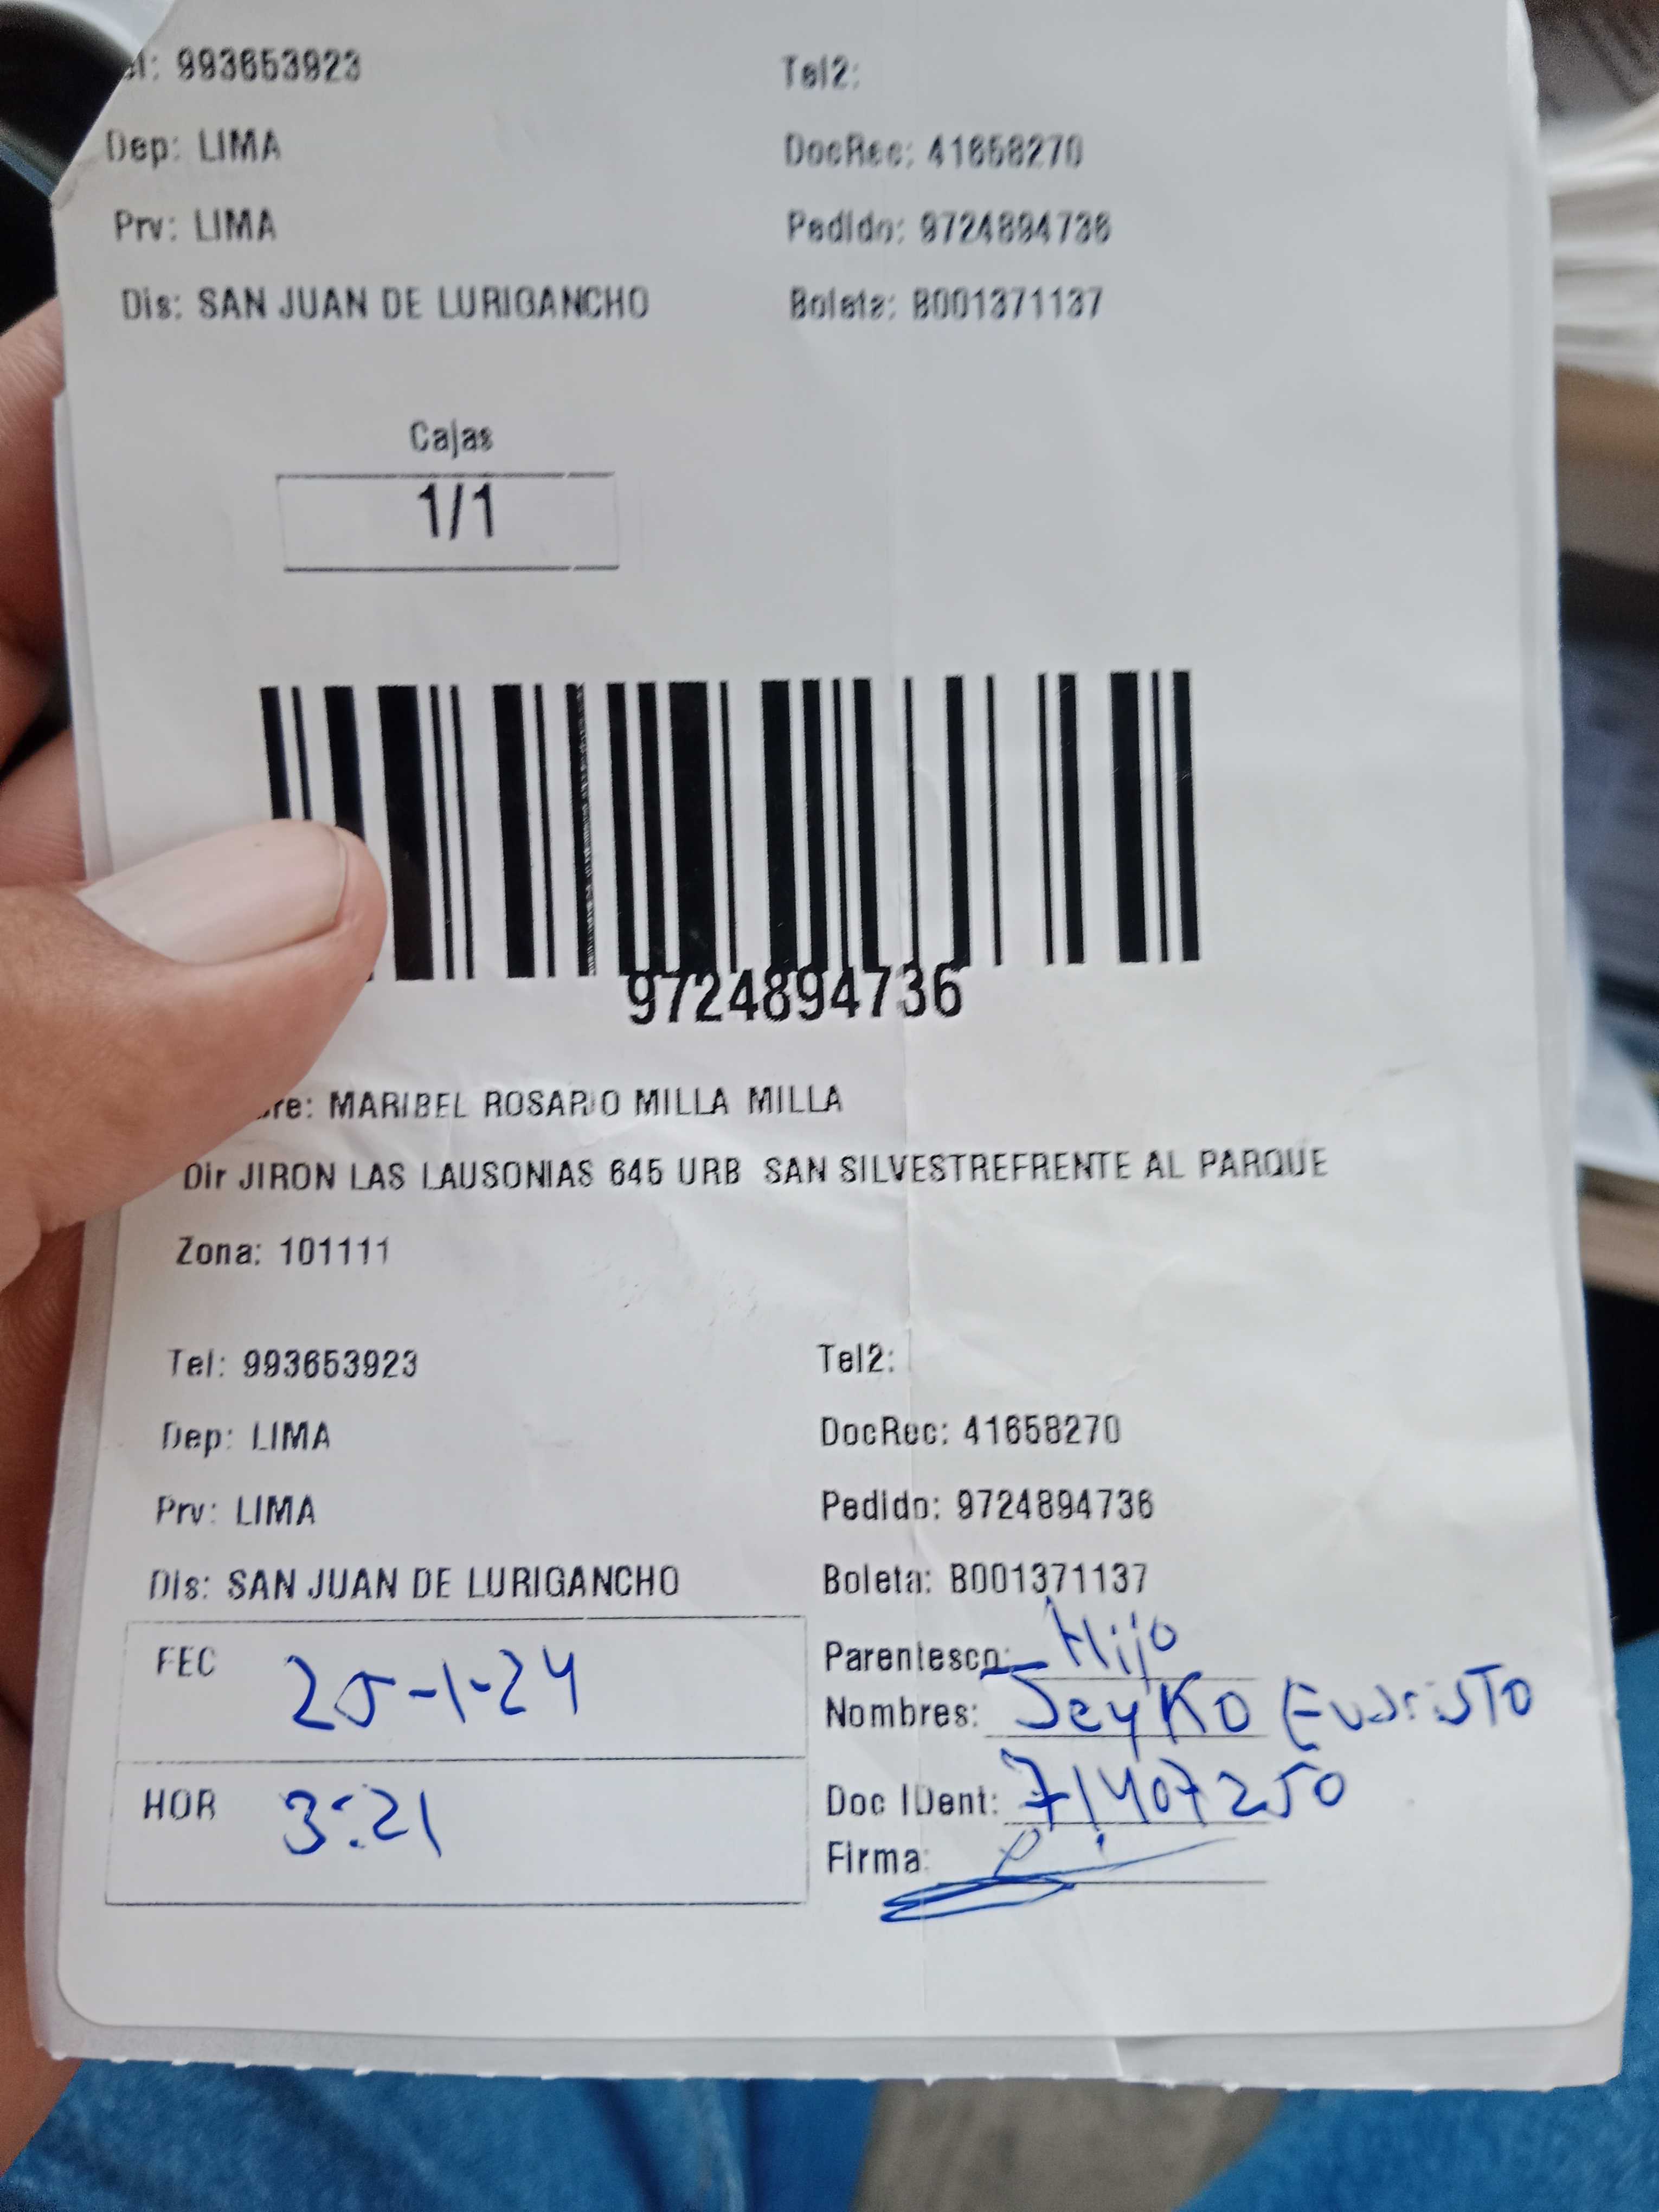 el: 993653923 Tel2:
Dep: LIMA DocRec: 41658270
Prv: LIMA Pedido: 9724894736
Dis: SAN JUAN DE LURIGANCHO Boleta: B001371137
Cajas
1/1
9724894736
bre: MARIBEL ROSARIO MILLA MILLA
Dir JIRON LAS LAUSONIAS 645 URB SAN SILVESTREFRENTE AL PARQUE
Zona: 101111
Tel: 993653923 Tel2:
Dep: LIMA DocRec: 41658270
Prv: LIMA Pedido: 9724894736
Dis: SAN JUAN DE LURIGANCHO Boleta: B001371137
FEC 25-1-24 Parentesco: Hijo
Nombres: Jeyko
HOR 3:21 Doc IDent: 71407250
Firma: